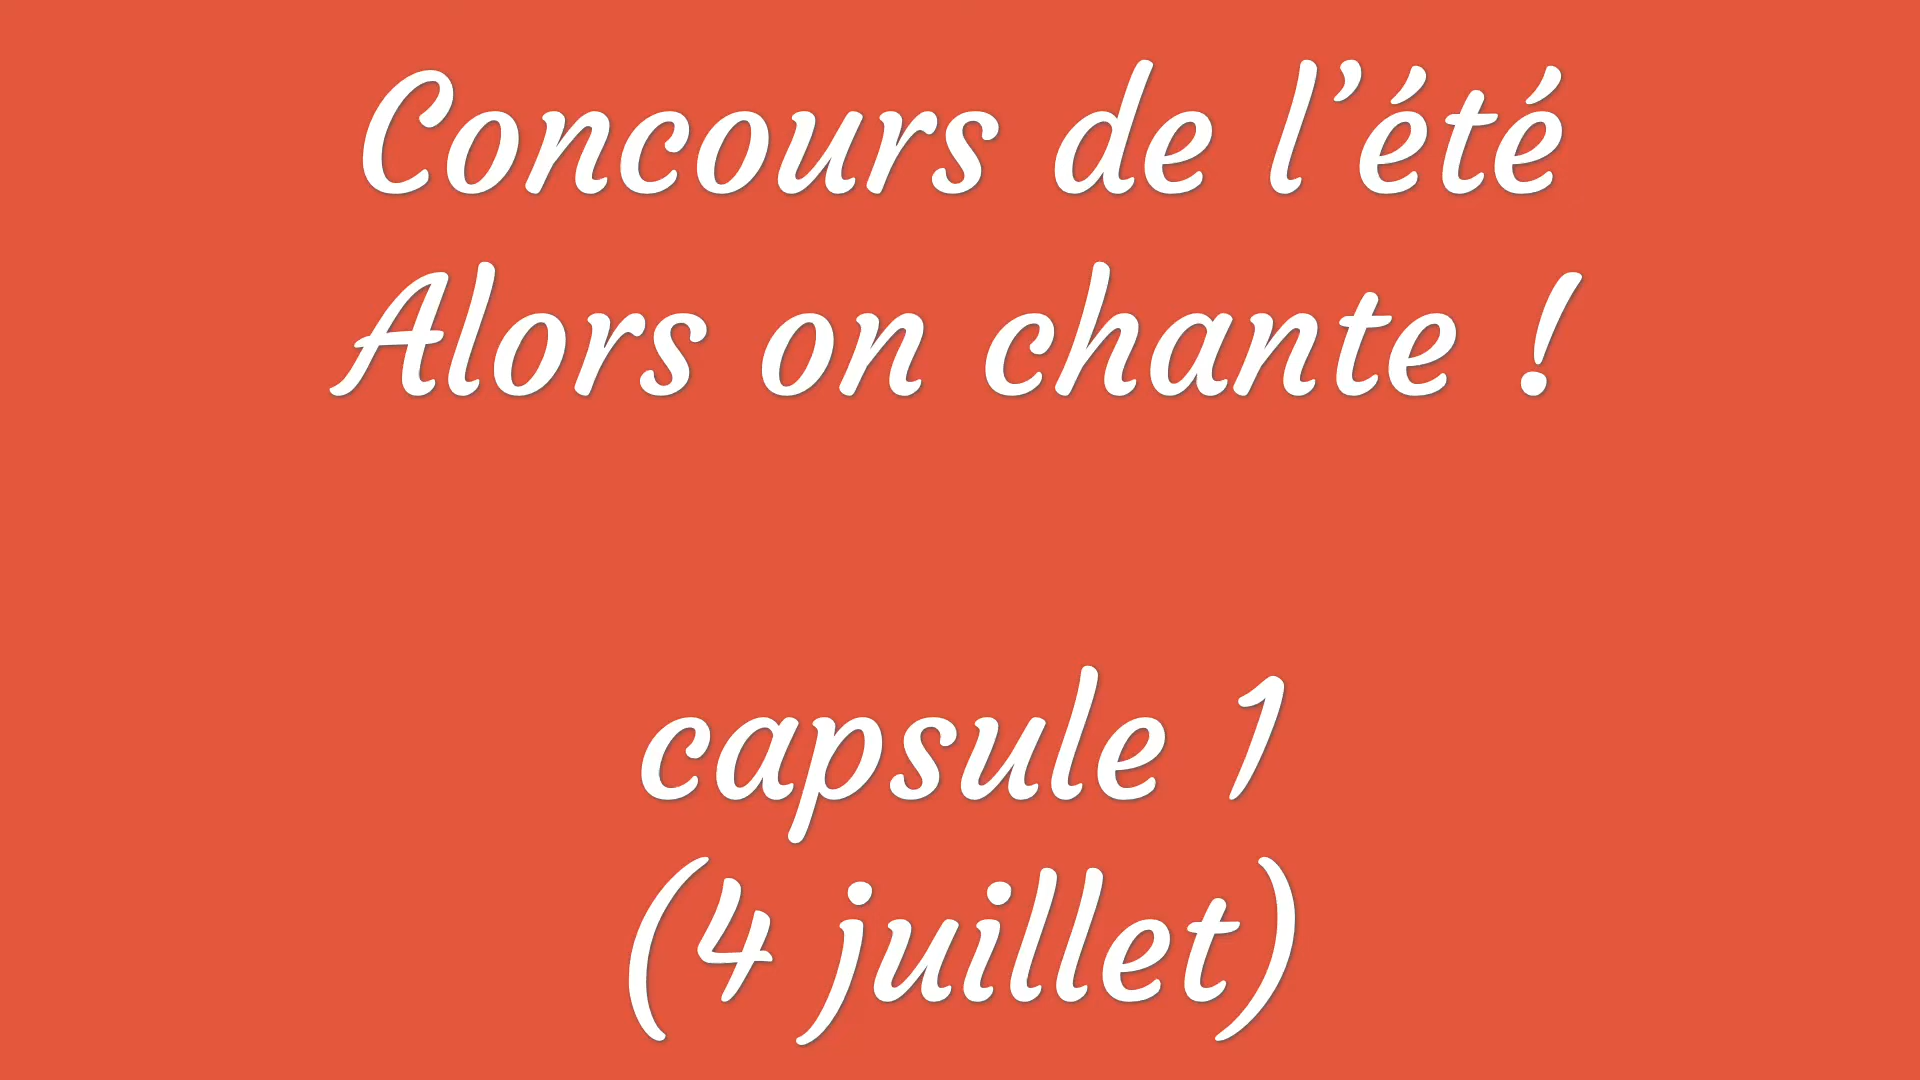 Concours de l’été
Alors on chante !
capsule 1
(4 juillet)